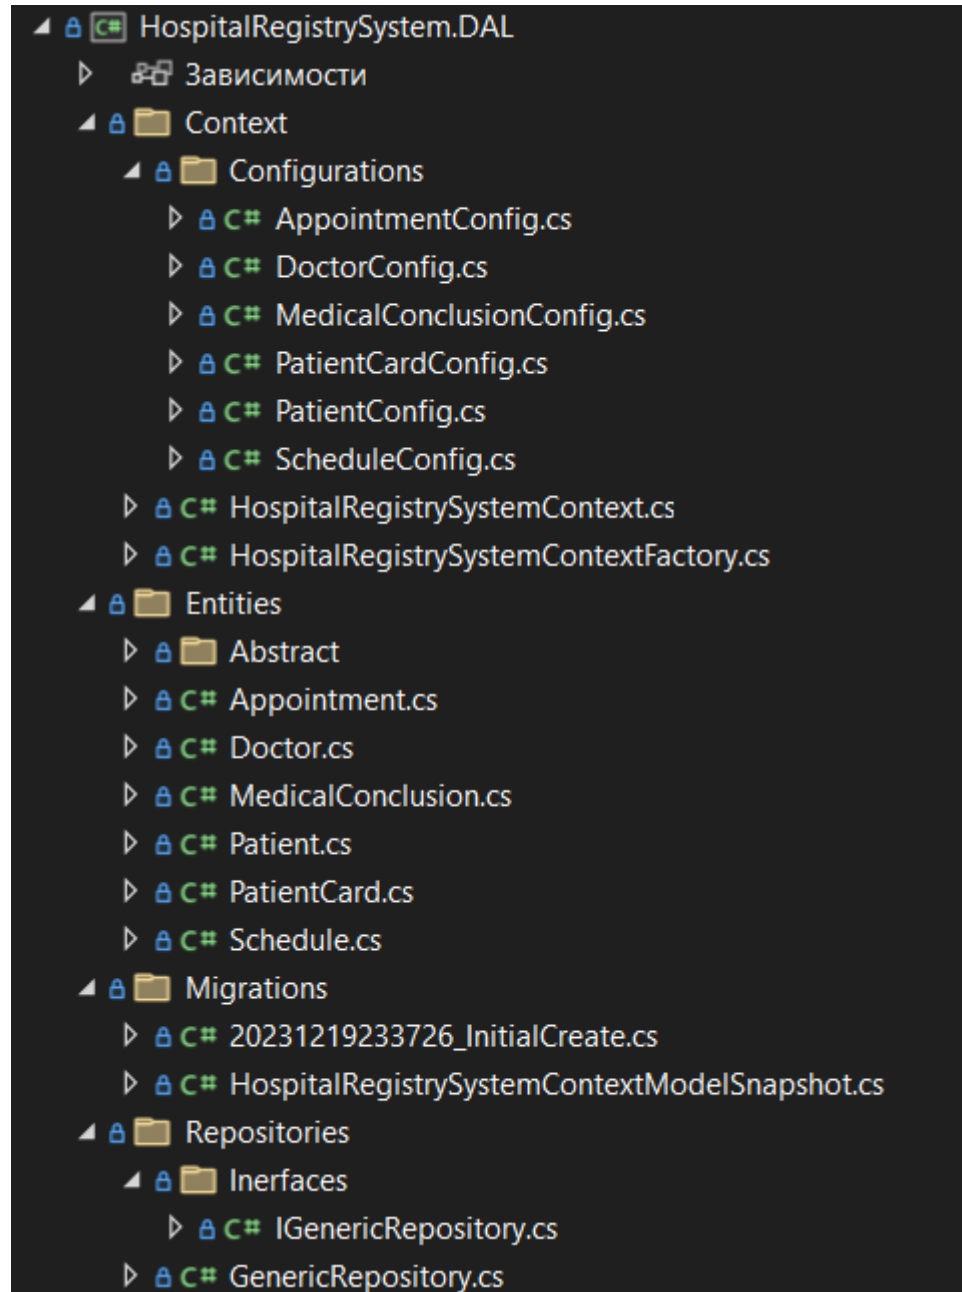 C# HospitalRegistrySystem.DAL
Зависимости
Context
Configurations
C# AppointmentConfig.cs
C# DoctorConfig.cs
C# MedicalConclusionConfig.cs
C# PatientCardConfig.cs
C# PatientConfig.cs
C# ScheduleConfig.cs
C# HospitalRegistrySystemContext.cs
C# HospitalRegistrySystemContextFactory.cs
Entities
Abstract
C# Appointment.cs
C# Doctor.cs
C# MedicalConclusion.cs
C# Patient.cs
C# PatientCard.cs
C# Schedule.cs
Migrations
C# 20231219233726_InitialCreate.cs
C# HospitalRegistrySystemContextModelSnapshot.cs
Repositories
Inerfaces
C# IGenericRepository.cs
C# GenericRepository.cs